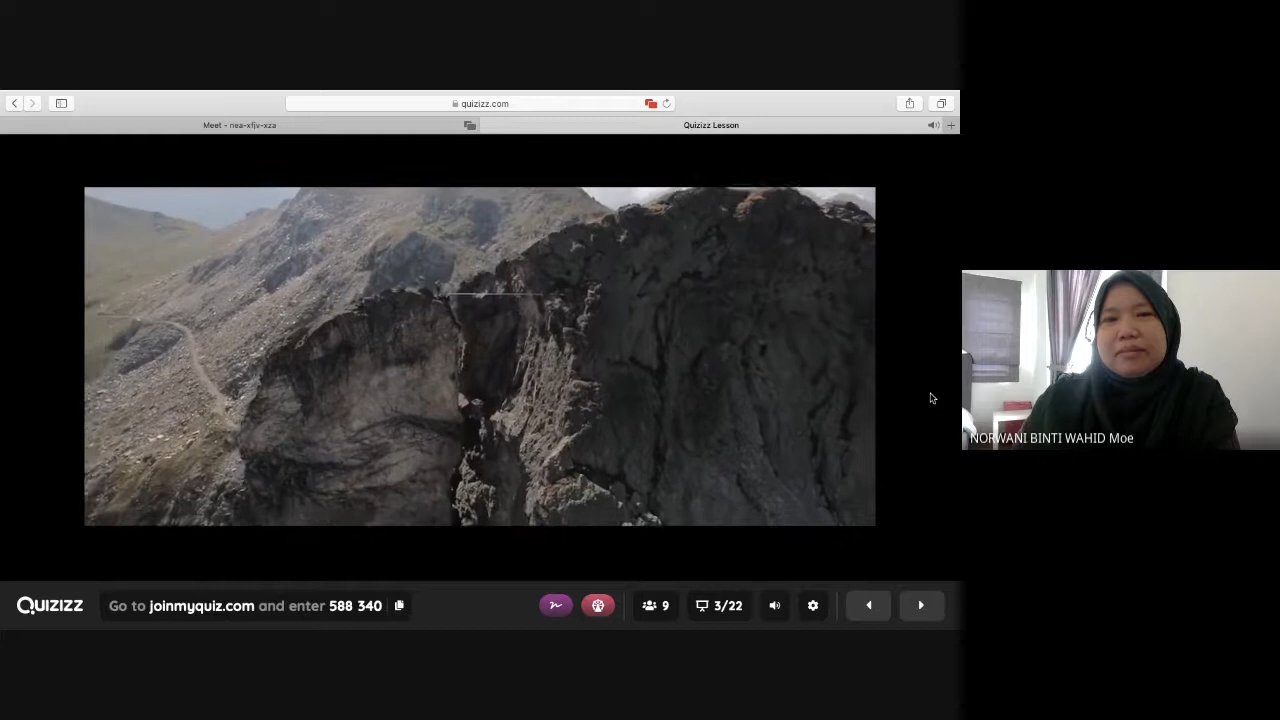 quizizz.com
Meet - nea-xfjv-xza
Quizizz Lesson
NORWANI BINTI WAHID Moe
QUIZIZZ
Go to joinmyquiz.com and enter 588 340
9
3/22